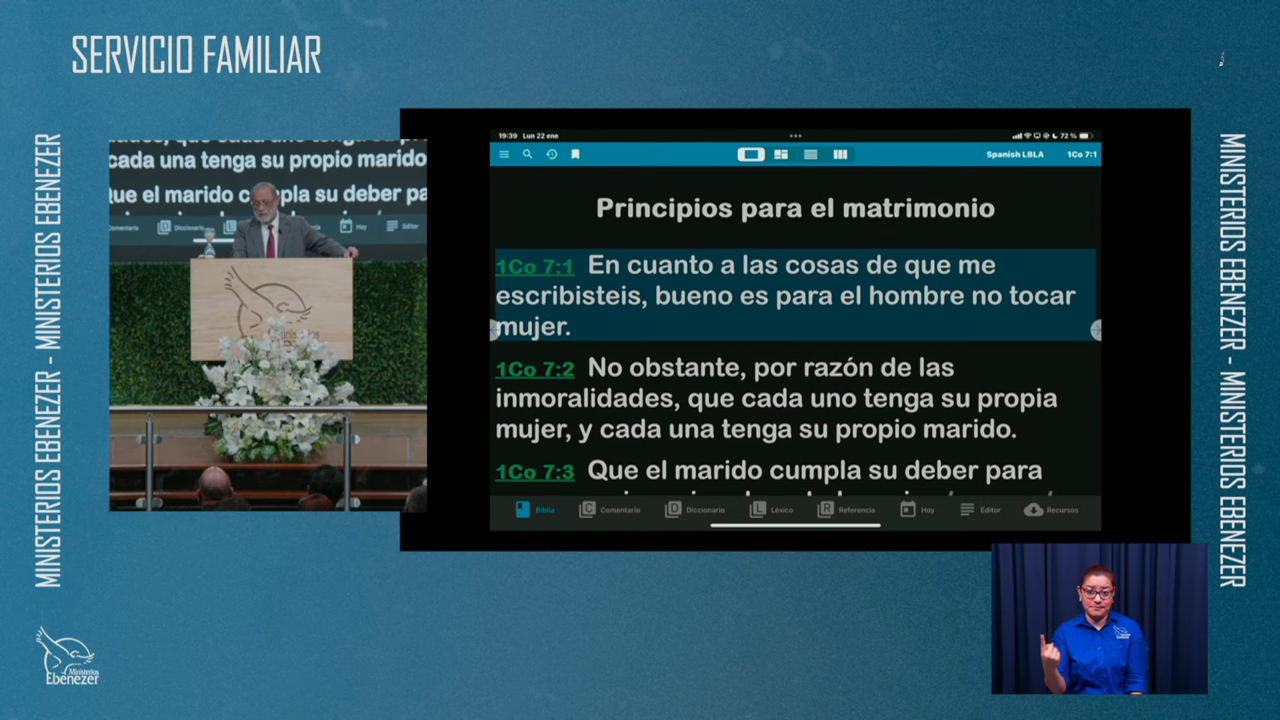 SERVICIO FAMILIAR
MINISTERIOS EBENEZER - MINISTERIOS EBENEZER
cada una tenga su propio marido
que el marido cumpla su deber pa
Diccionario
Hoy
Editor
19:39 Lun 22 ene
72 %
Spanish LBLA 1Co 7:1
Principios para el matrimonio
1Co 7:1 En cuanto a las cosas de que me
escribisteis, bueno es para el hombre no tocar
mujer.
1Co 7:2 No obstante, por razón de las
inmoralidades, que cada uno tenga su propia
mujer, y cada una tenga su propio marido.
1Co 7:3 Que el marido cumpla su deber para
Biblia
C Comentario
D Diccionario
L Léxico
R Referencia
Hoy
Editor
Recursos
MINISTERIOS EBENEZER - MINISTERIOS EBENEZER
Ministerios
Ebenezer